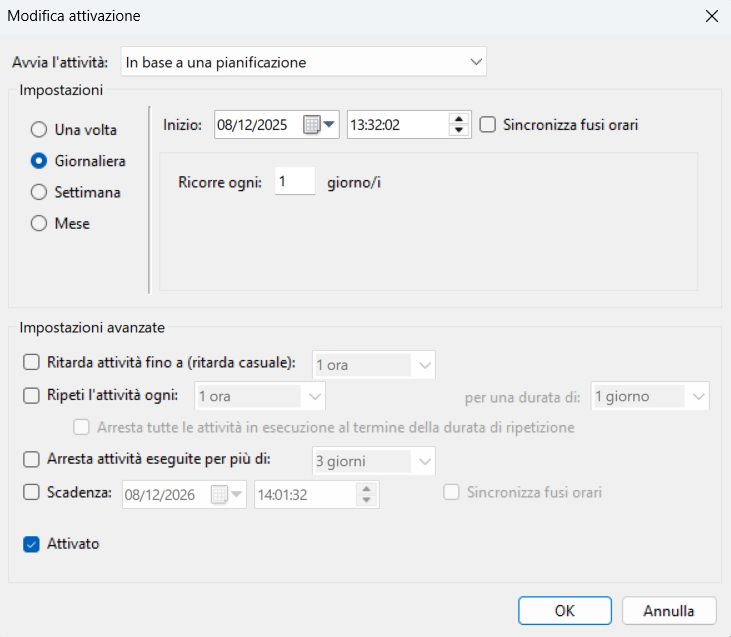 Modifica attivazione
Avvia l'attività: In base a una pianificazione
Impostazioni
Una volta
Giornaliera
Settimana
Mese
Inizio: 08/12/2025 13:32:02 Sincronizza fusi orari
Ricorre ogni: 1 giorno/i
Impostazioni avanzate
Ritarda attività fino a (ritarda casuale): 1 ora
Ripeti l'attività ogni: 1 ora per una durata di: 1 giorno
Arresta tutte le attività in esecuzione al termine della durata di ripetizione
Arresta attività eseguite per più di: 3 giorni
Scadenza: 08/12/2026 14:01:32 Sincronizza fusi orari
Attivato
OK Annulla